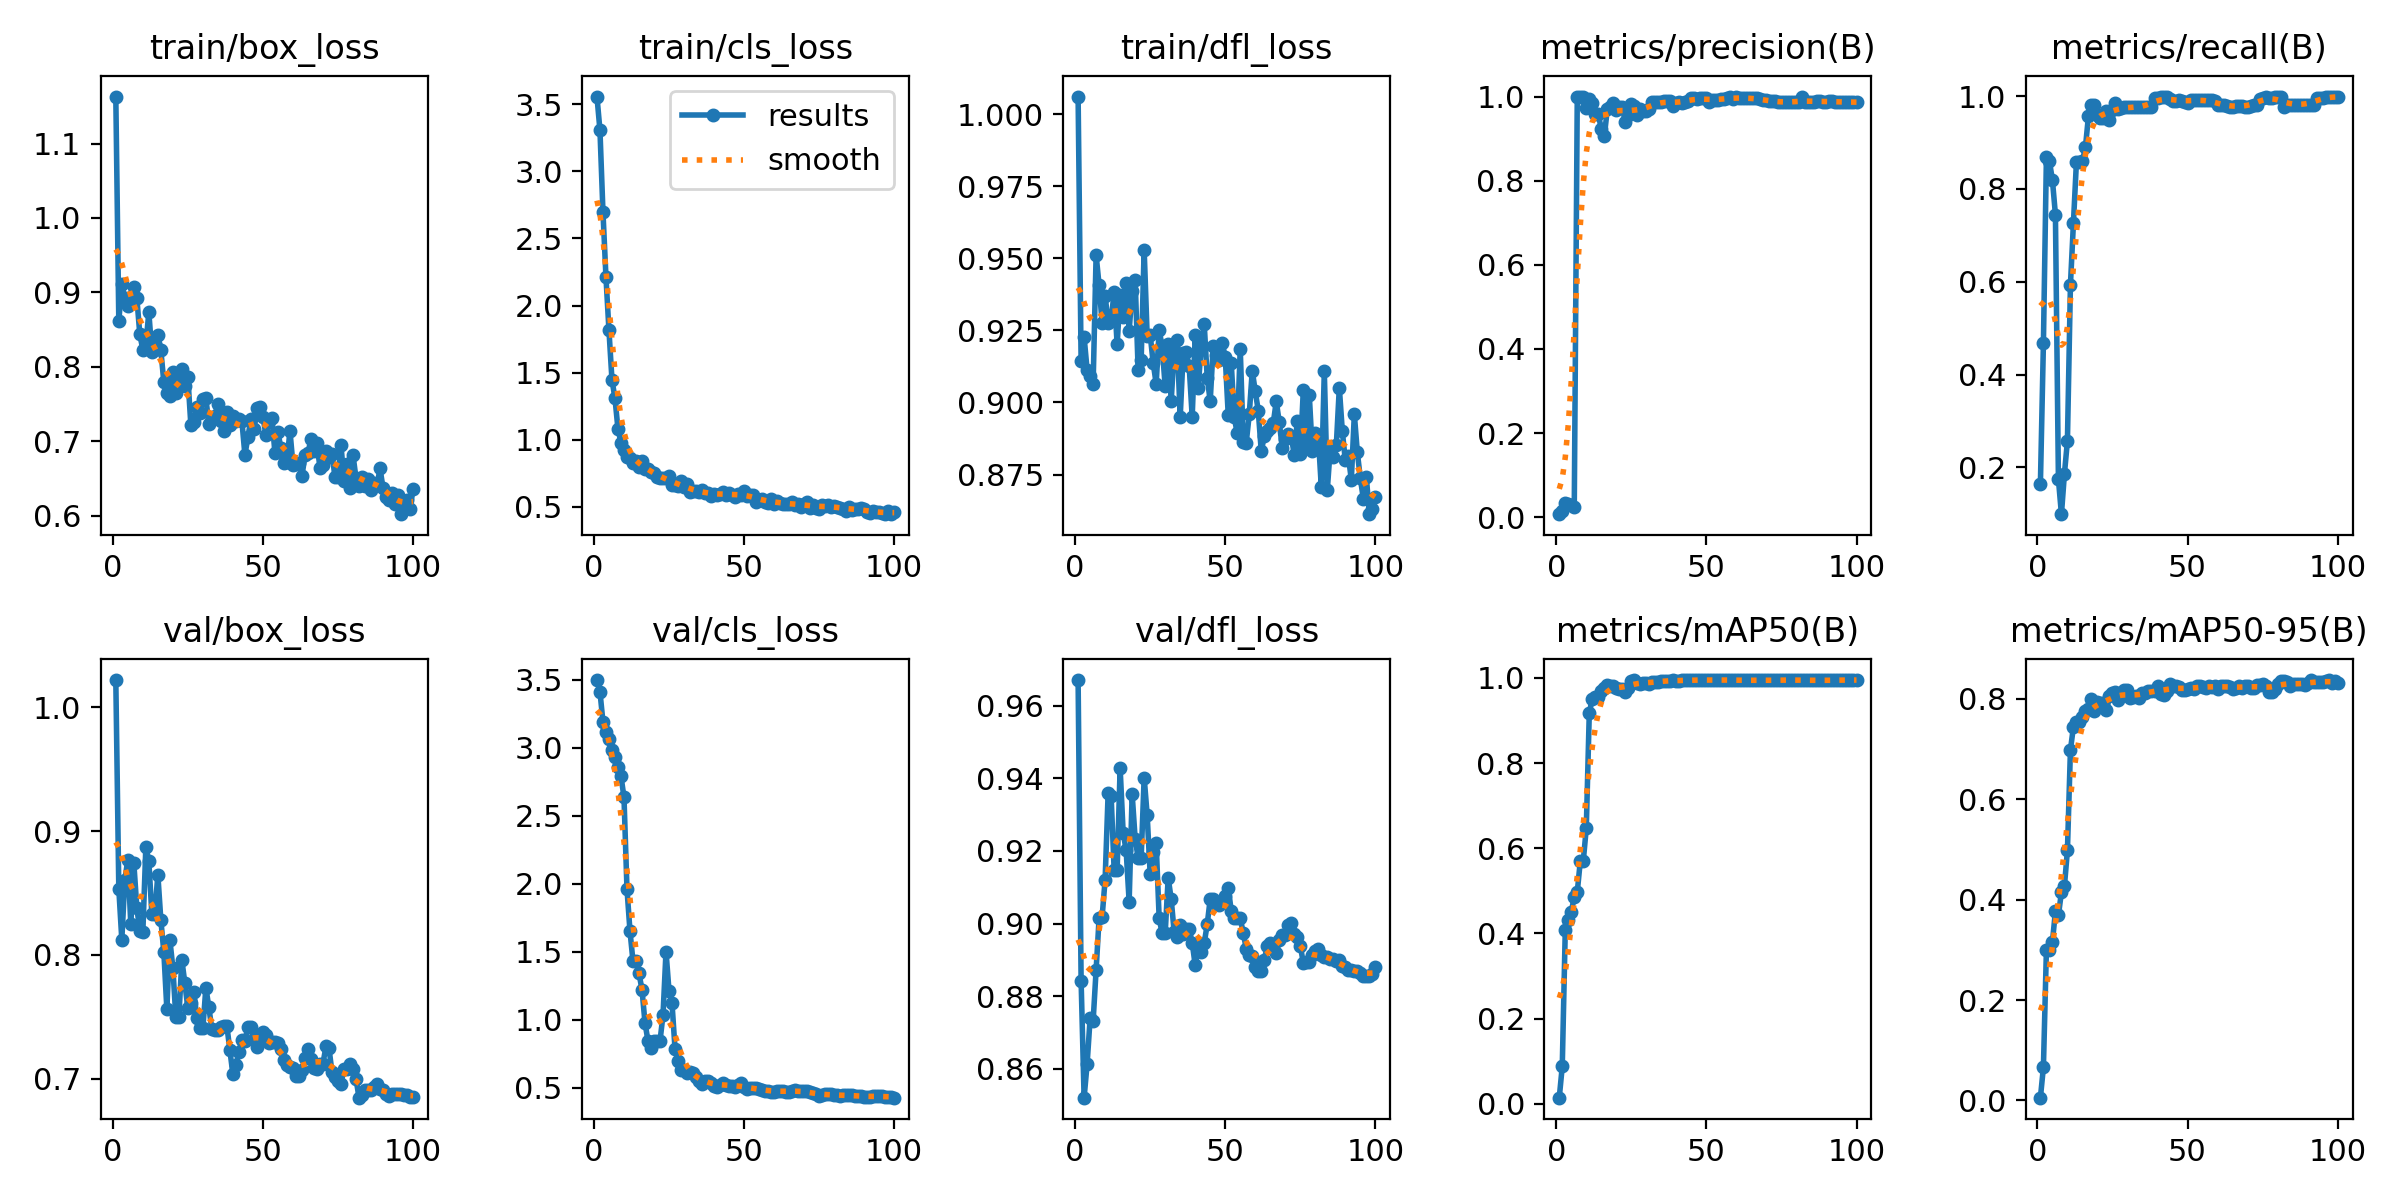 train/box_loss
1.1
1.0
0.9
0.8
0.7
0.6
0 50 100
train/cls_loss
results
smooth
3.5
3.0
2.5
2.0
1.5
1.0
0.5
0 50 100
train/dfl_loss
1.000
0.975
0.950
0.925
0.900
0.875
0 50 100
metrics/precision(B)
1.0
0.8
0.6
0.4
0.2
0.0
0 50 100
metrics/recall(B)
1.0
0.8
0.6
0.4
0.2
0 50 100
val/box_loss
1.0
0.9
0.8
0.7
0 50 100
val/cls_loss
3.5
3.0
2.5
2.0
1.5
1.0
0.5
0 50 100
val/dfl_loss
0.96
0.94
0.92
0.90
0.88
0.86
0 50 100
metrics/mAP50(B)
1.0
0.8
0.6
0.4
0.2
0.0
0 50 100
metrics/mAP50-95(B)
0.8
0.6
0.4
0.2
0.0
0 50 100